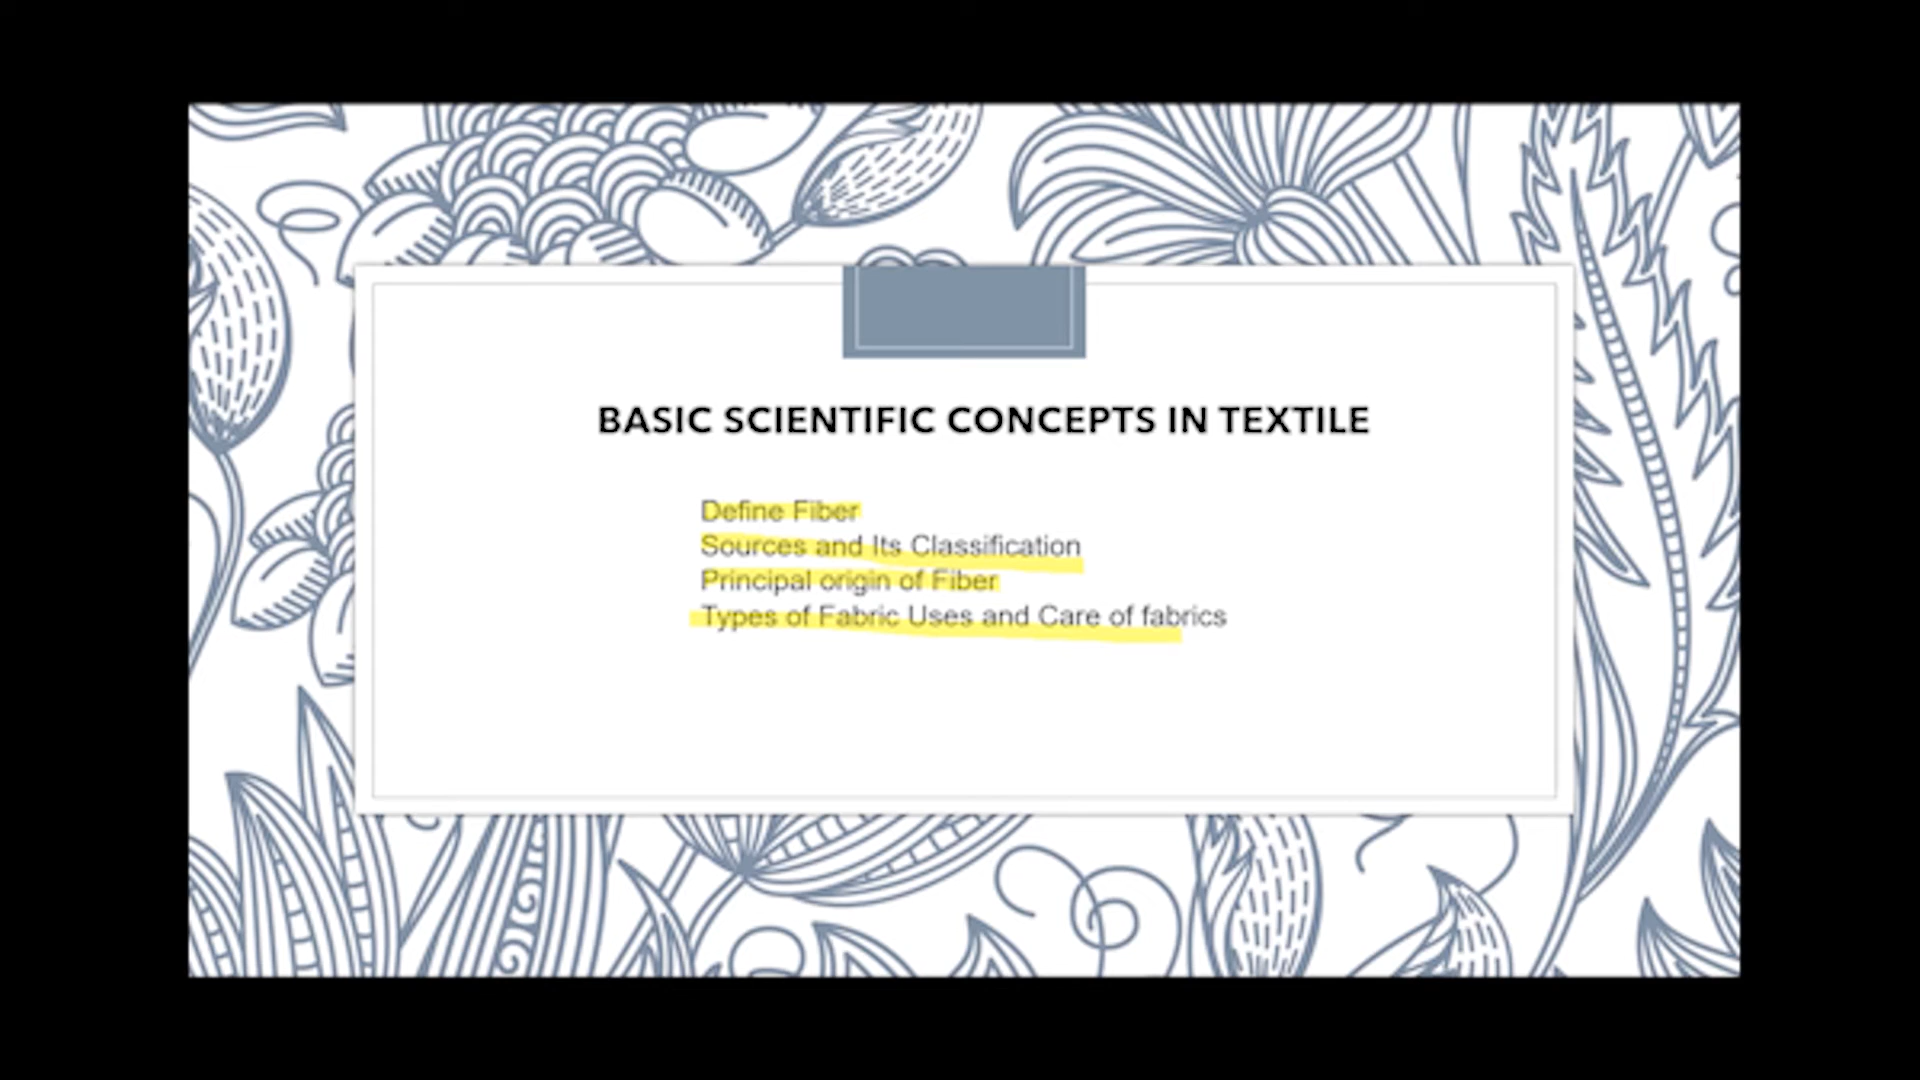 BASIC SCIENTIFIC CONCEPTS IN TEXTILE
Define Fiber
Sources and Its Classification
Principal origin of Fiber
Types of Fabric Uses and Care of fabrics